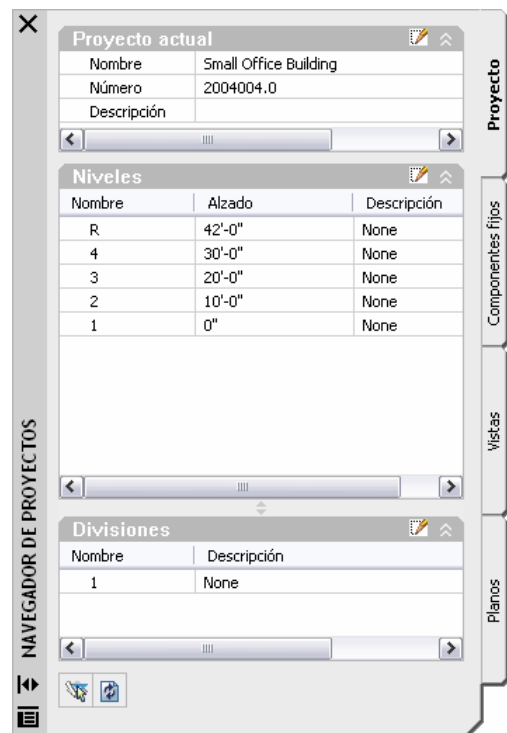 Proyecto actual
Nombre Small Office Building
Número 2004004.0
Descripción
Niveles
Nombre Alzado Descripción
R 42'-0" None
4 30'-0" None
3 20'-0" None
2 10'-0" None
1 0" None
Divisiones
Nombre Descripción
1 None
NAVEGADOR DE PROYECTOS
Proyecto
Componentes fijos
Vistas
Planos